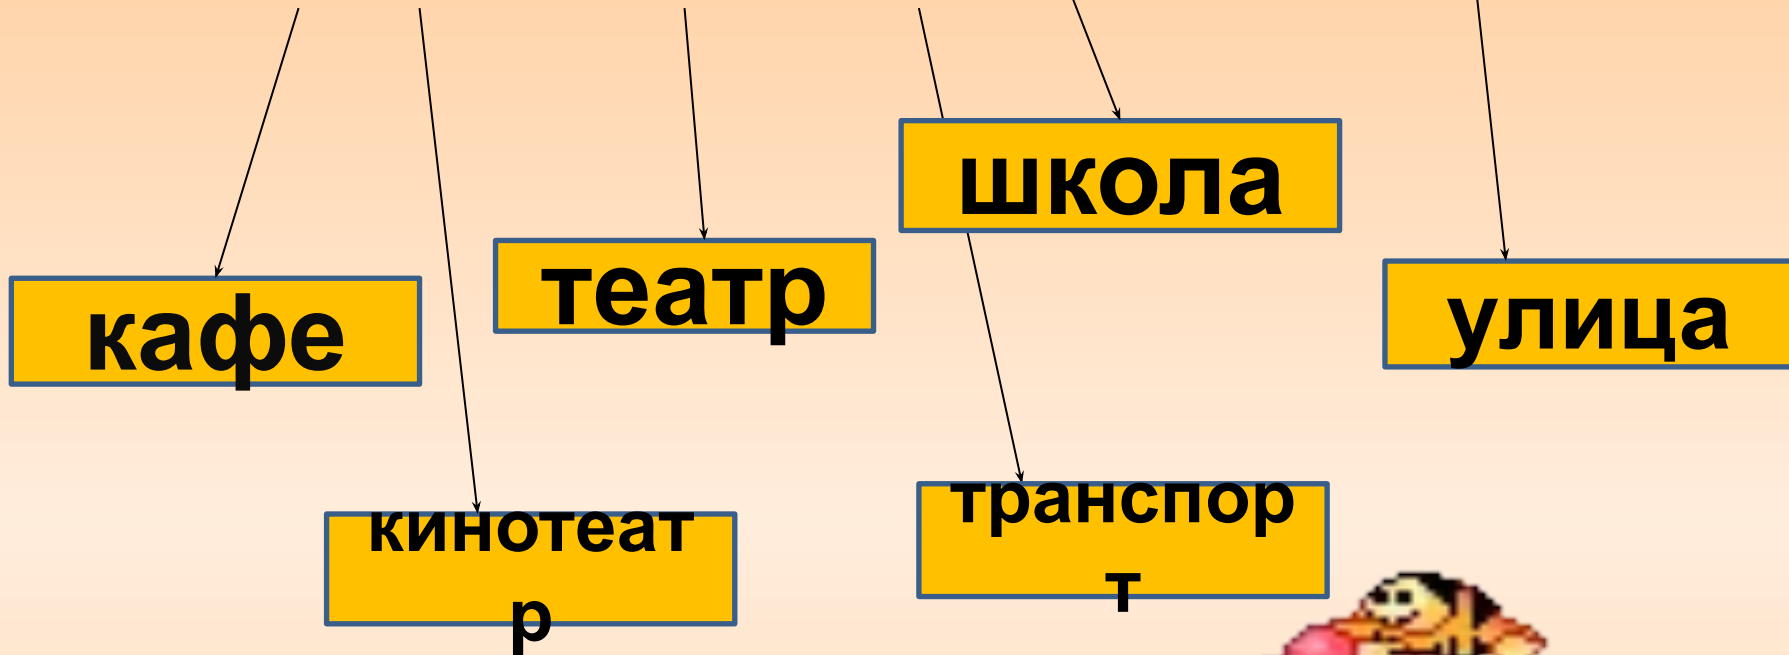 школа
театр
улица
кафе
транспор
т
кинотеат
р